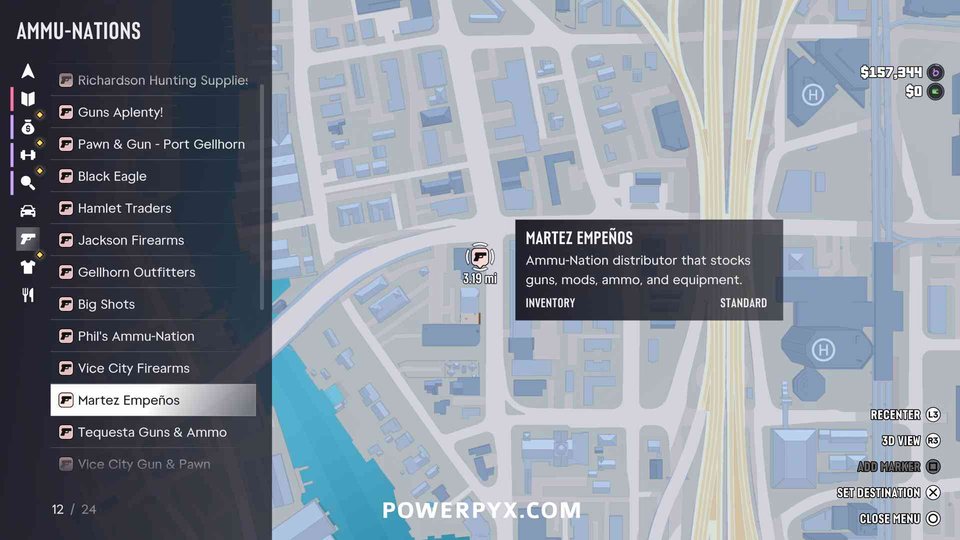 AMMU-NATIONS
Richardson Hunting Supplies
Guns Aplenty!
Pawn & Gun - Port Gellhorn
Black Eagle
Hamlet Traders
Jackson Firearms
Gellhorn Outfitters
Big Shots
Phil's Ammu-Nation
Vice City Firearms
Martez Empeños
Tequesta Guns & Ammo
Vice City Gun & Pawn
12 / 24
$157,344
$0
H
3.19 mi
MARTEZ EMPEÑOS
Ammu-Nation distributor that stocks
guns, mods, ammo, and equipment.
INVENTORY STANDARD
H
RECENTER L3
3D VIEW R3
ADD MARKER
SET DESTINATION
CLOSE MENU
POWERPYX.COM